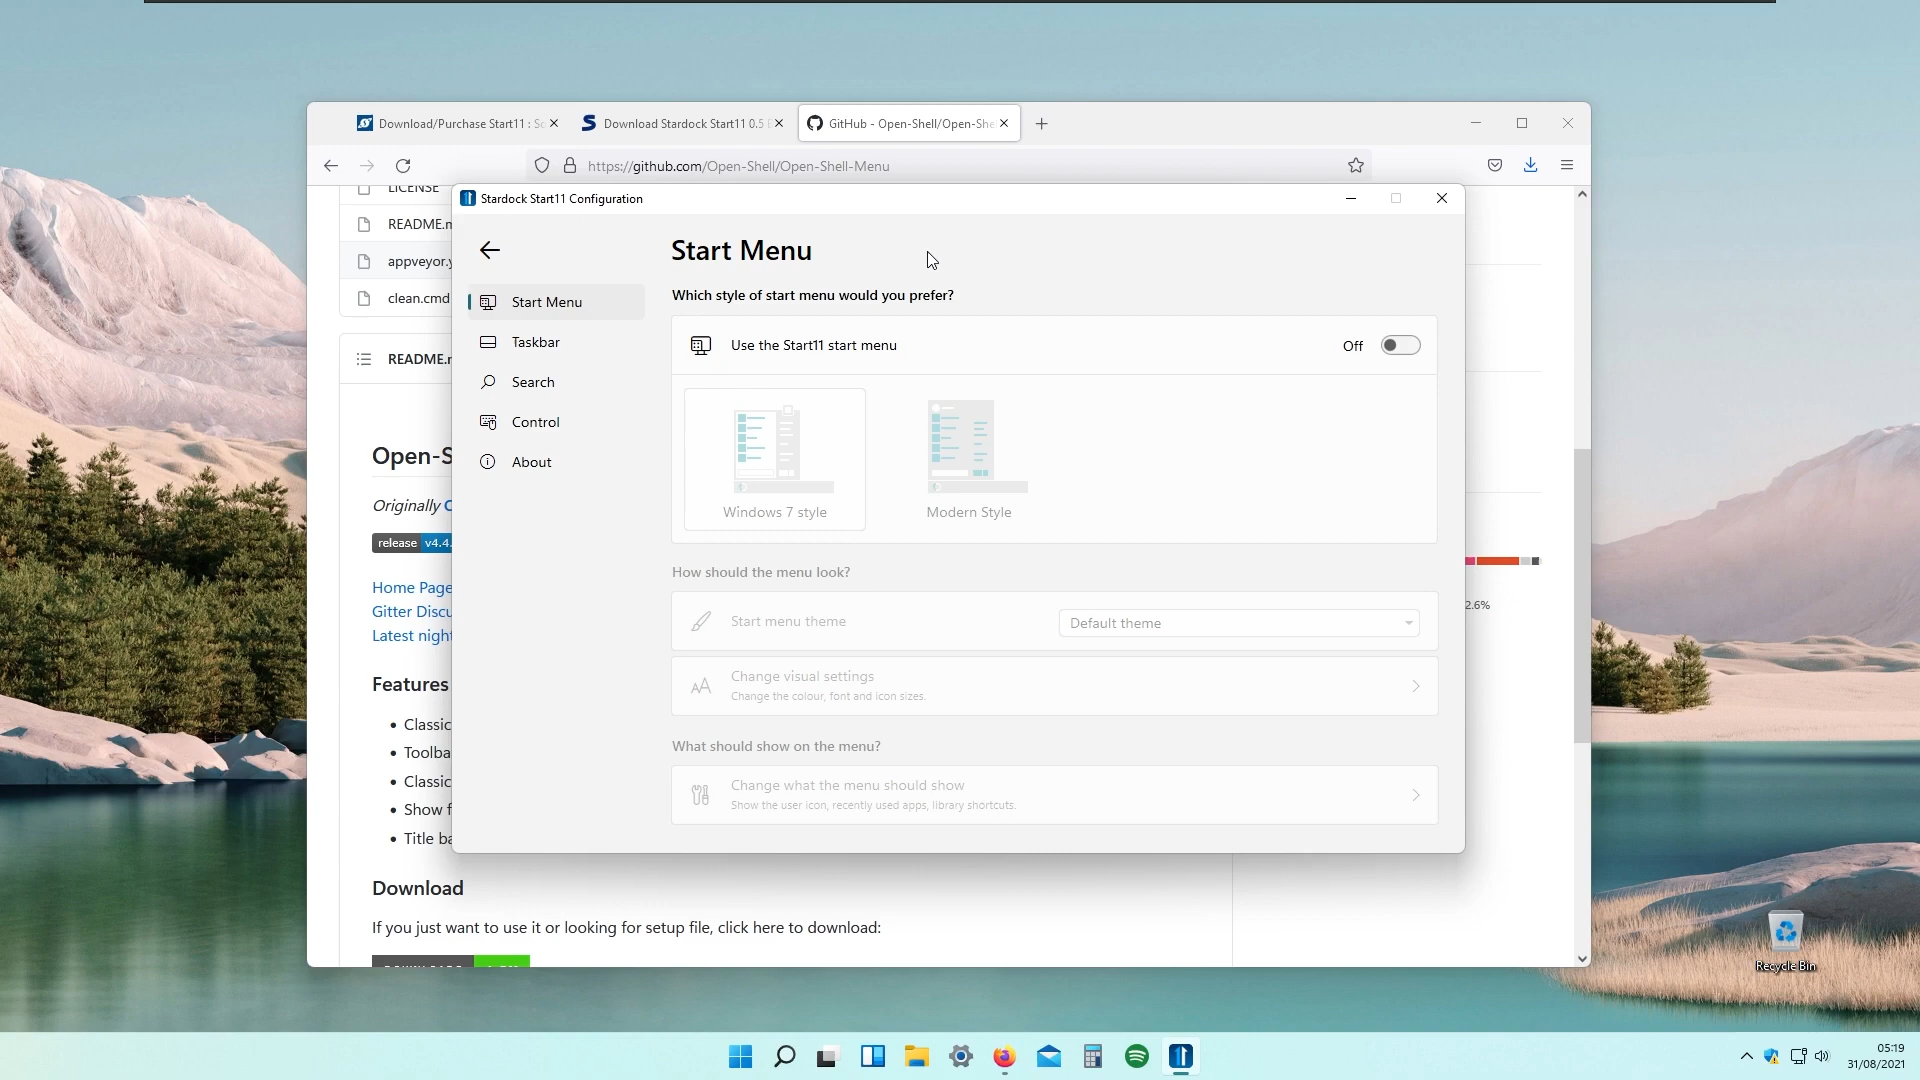 Download/Purchase Start11 : Sc
Download Stardock Start11 0.5
GitHub - Open-Shell/Open-She
https://github.com/Open-Shell/Open-Shell-Menu
LICENSE
README.m
appveyor.y
clean.cmd
README.m
Open-S
Originally C
release v4.4.
Home Page
Gitter Discu
Latest night
Features
• Classic
• Toolba
• Classic
• Show f
• Title ba
Download
If you just want to use it or looking for setup file, click here to download:
2.6%
Stardock Start11 Configuration
Start Menu
Taskbar
Search
Control
About
Start Menu
Which style of start menu would you prefer?
Use the Start11 start menu
Off
Windows 7 style
Modern Style
How should the menu look?
Start menu theme
Default theme
Change visual settings
Change the colour, font and icon sizes.
What should show on the menu?
Change what the menu should show
Show the user icon, recently used apps, library shortcuts.
Recycle Bin
05:19
31/08/2021